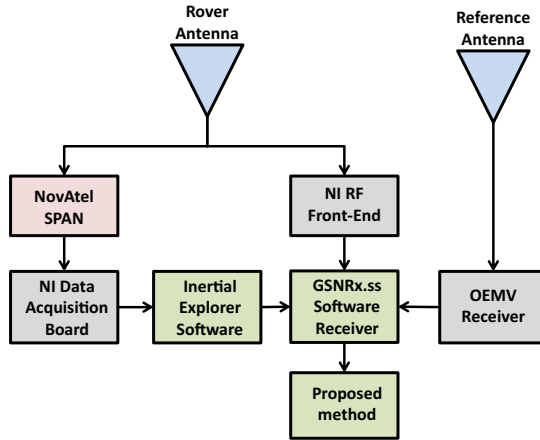 Rover
Antenna
Reference
Antenna
NovAtel
SPAN
NI RF
Front-End
NI Data
Acquisition
Board
Inertial
Explorer
Software
GSNRx.ss
Software
Receiver
OEMV
Receiver
Proposed
method